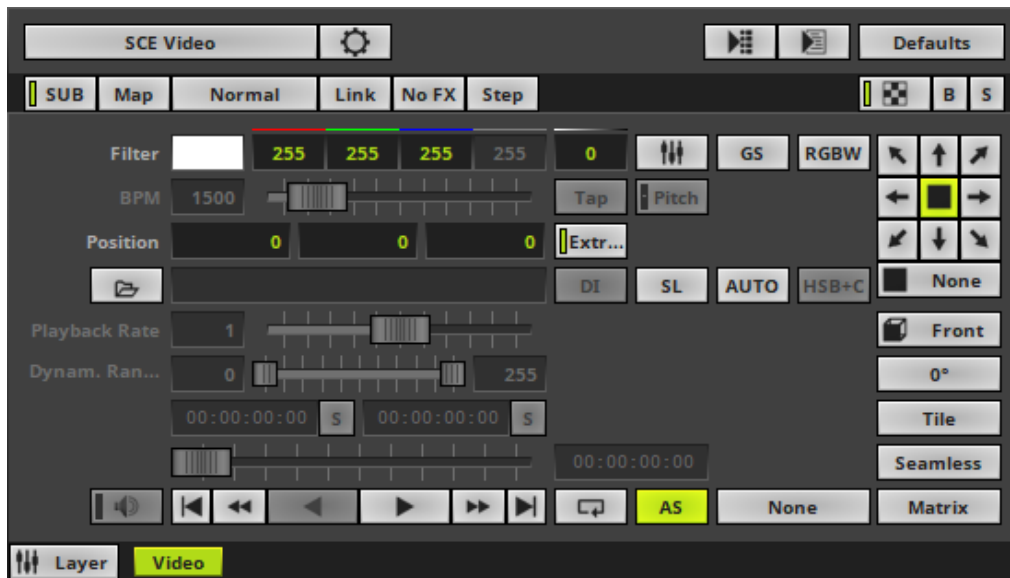 SCE Video Defaults
SUB Map Normal Link No FX Step B S
Filter 255 255 255 255 0 GS RGBW
BPM 1500 Tap Pitch
Position 0 0 0 Extr...
None
DI SL AUTO HSB+C
Playback Rate 1 Front
Dynam. Ran... 0 255 0°
00:00:00:00 S 00:00:00:00 S Tile
00:00:00:00 Seamless
AS None Matrix
Layer Video